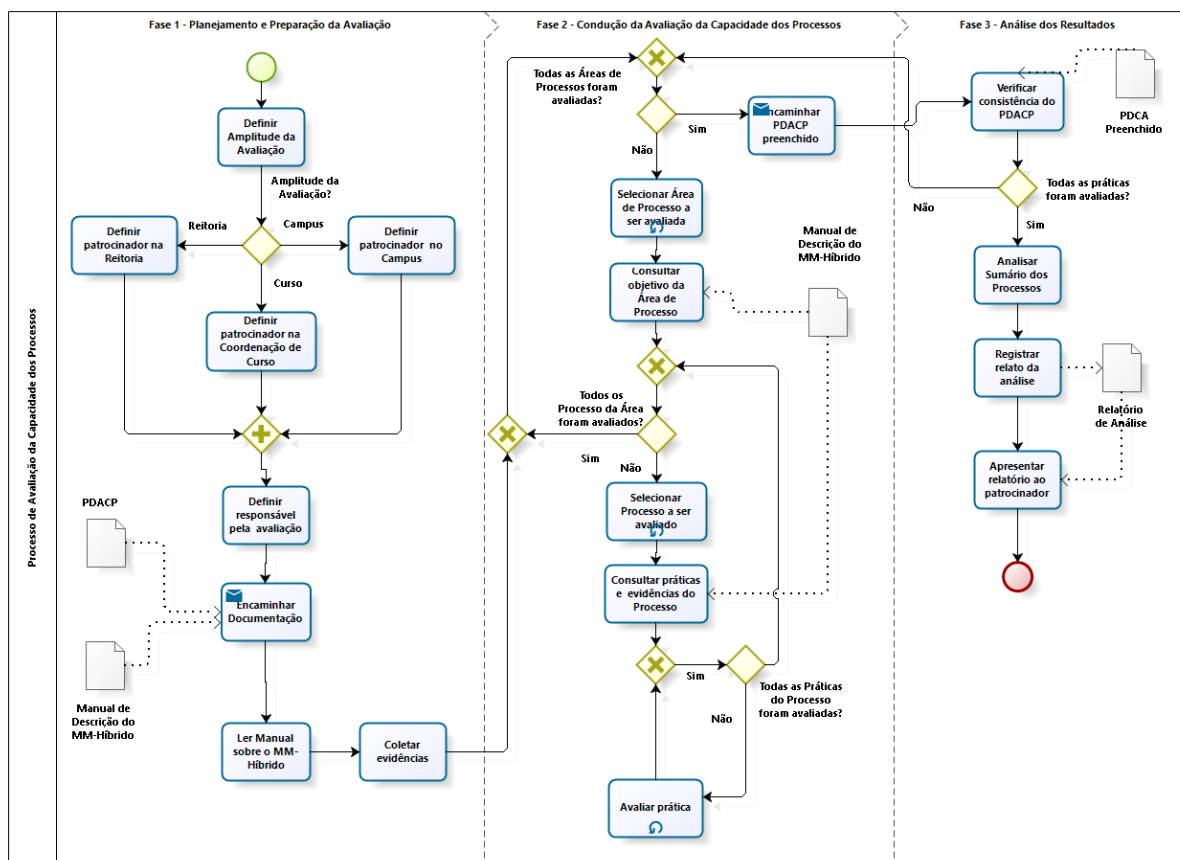 Processo de Avaliação da Capacidade dos Processos
Fase 1 - Planejamento e Preparação da Avaliação
Definir
Amplitude da
Avaliação
Amplitude da
Avaliação?
Reitoria
Campus
Curso
Definir
patrocinador na
Reitoria
Definir
patrocinador no
Campus
Definir
patrocinador na
Coordenação de
Curso
Definir
responsável
pela avaliação
PDACP
Encaminhar
Documentação
Manual de
Descrição do
MM-Híbrido
Ler Manual
sobre o MM-
Híbrido
Coletar
evidências
Fase 2 - Condução da Avaliação da Capacidade dos Processos
Todas as Áreas de
Processos foram
avaliadas?
Sim
Não
Encaminhar
PDACP
preenchido
Selecionar Área
de Processo a
ser avaliada
Consultar
objetivo da
Área de
Processo
Manual de
Descrição do
MM-Híbrido
Todos os
Processo da Área
foram avaliados?
Sim
Não
Selecionar
Processo a ser
avaliado
Consultar práticas
e evidências do
Processo
Sim
Todas as Práticas
do Processo
foram avaliadas?
Não
Avaliar prática
Fase 3 - Análise dos Resultados
Verificar
consistência do
PDACP
PDCA
Preenchido
Todas as práticas
foram avaliadas?
Não
Sim
Analisar
Sumário dos
Processos
Registrar
relato da
análise
Relatório
de Análise
Apresentar
relatório ao
patrocinador